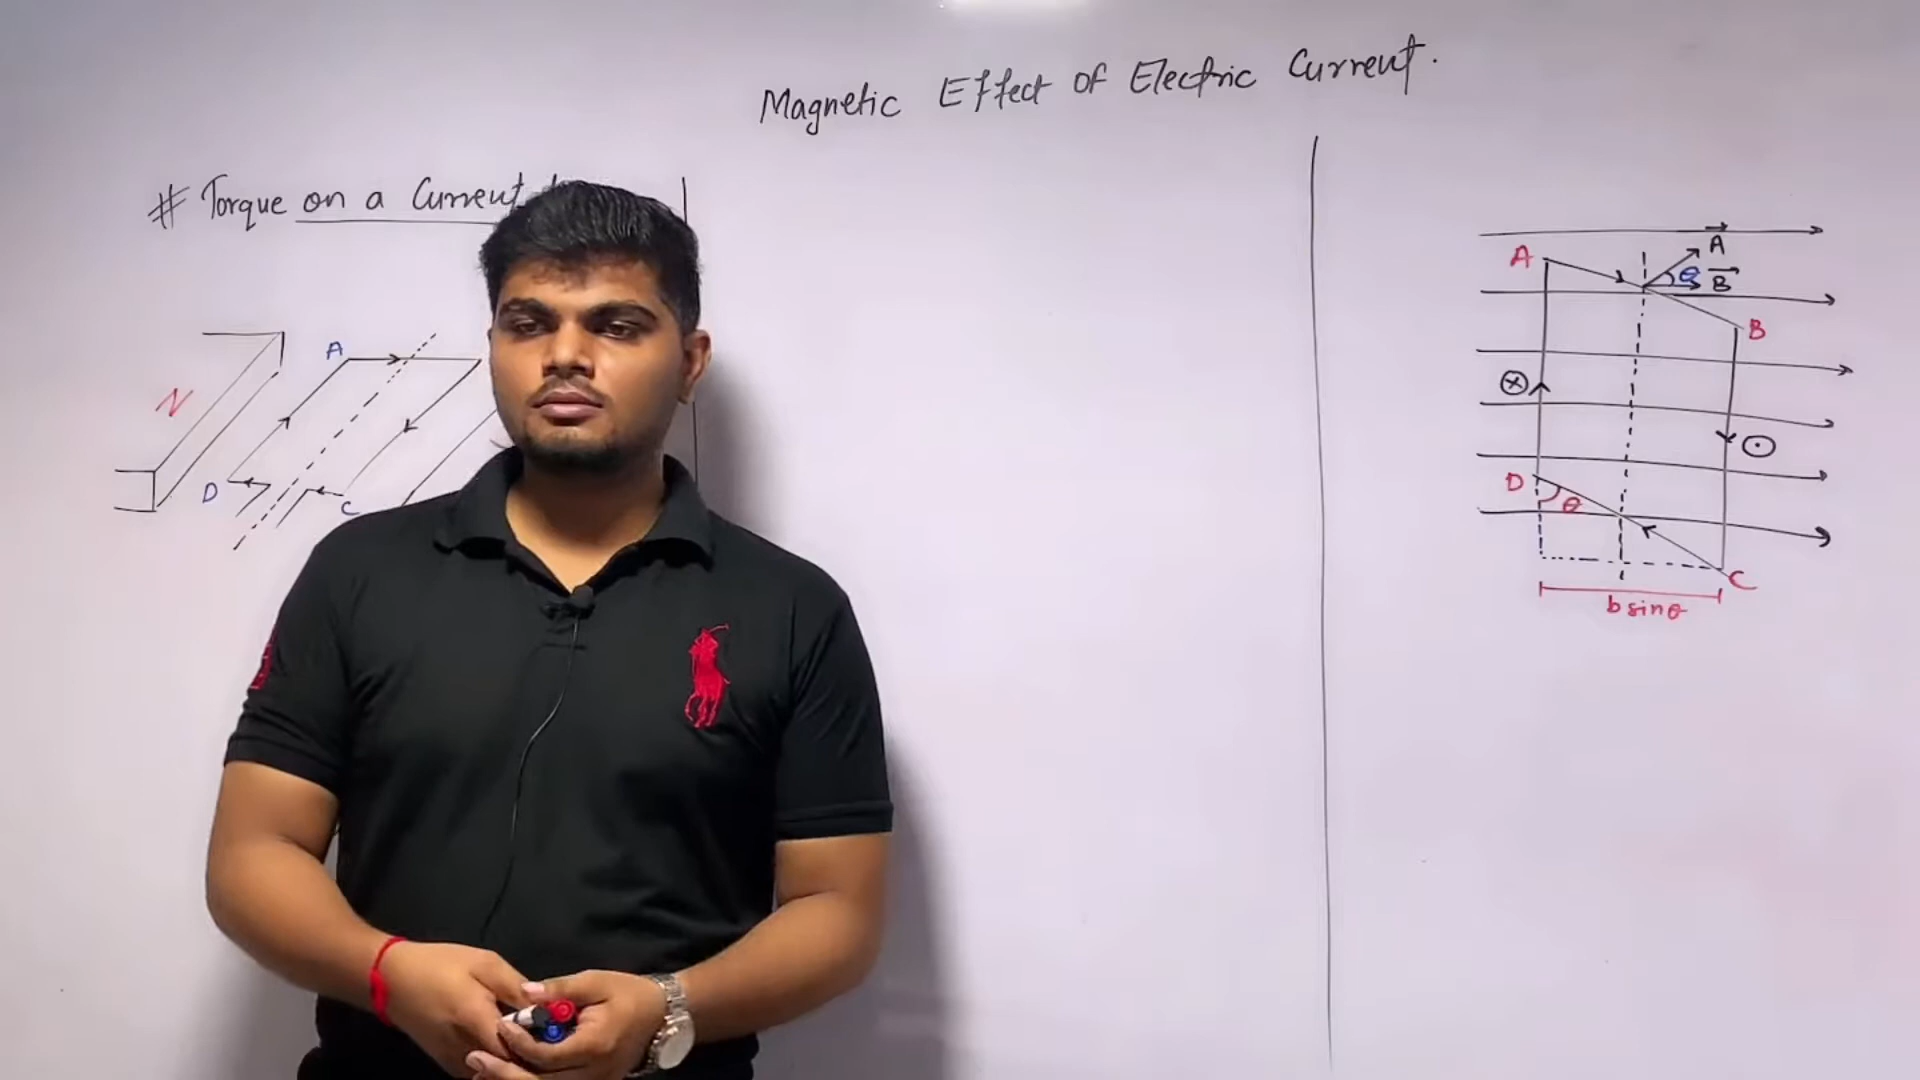 Magnetic Effect of Electric Current.
# Torque on a Current
N
A
D
C
A
A
θ
B
B
D
θ
C
b sinθ